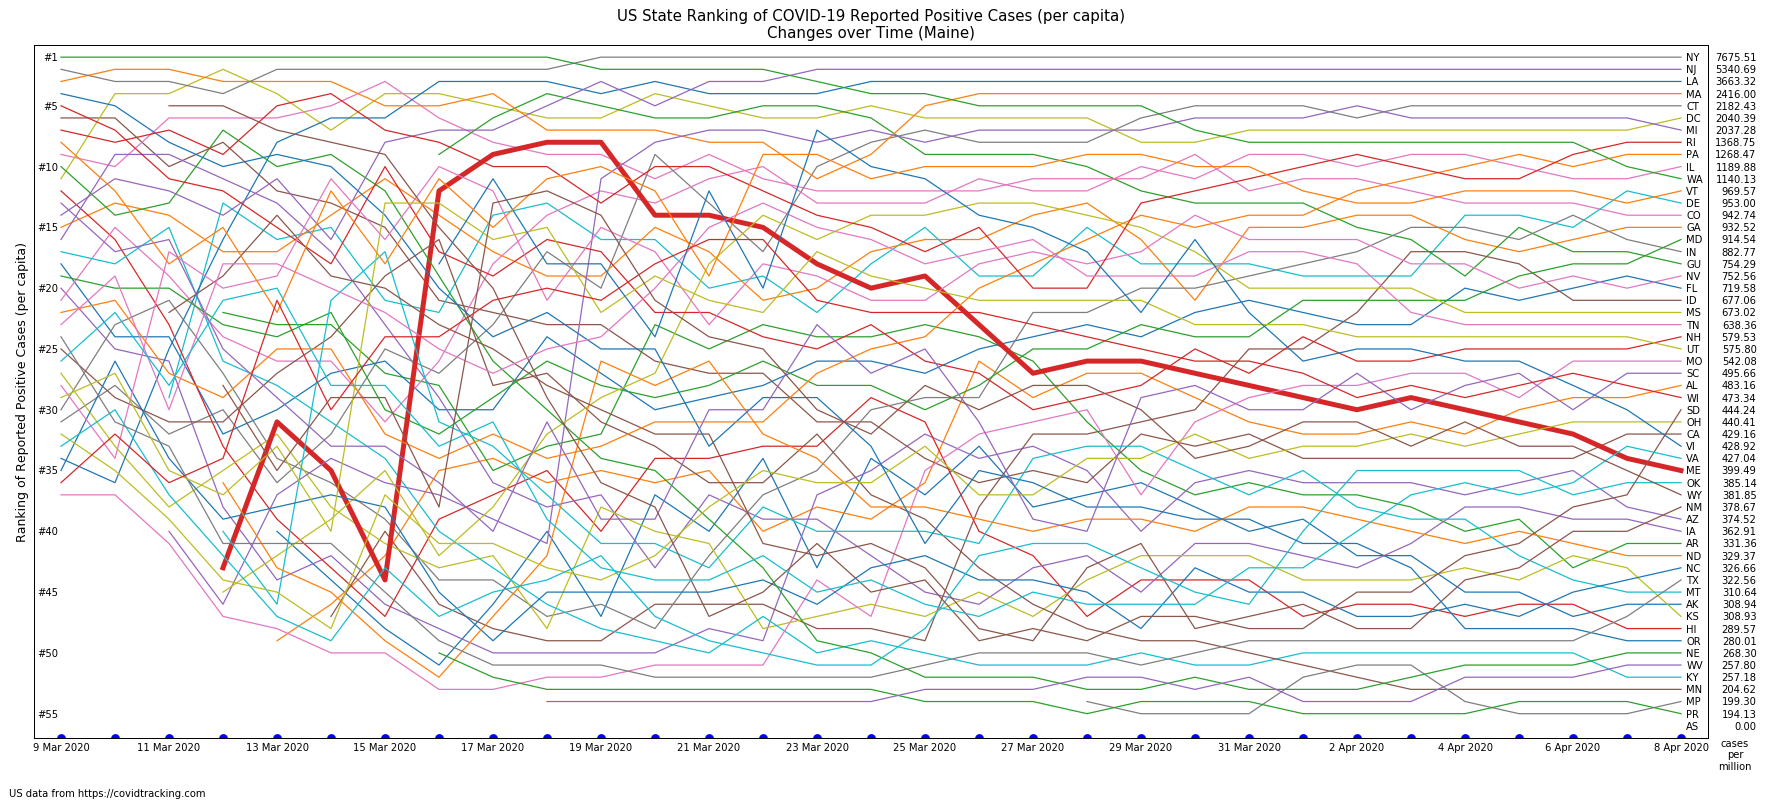 US State Ranking of COVID-19 Reported Positive Cases (per capita)
Changes over Time (Maine)
Ranking of Reported Positive Cases (per capita)
#1
#5
#10
#15
#20
#25
#30
#35
#40
#45
#50
#55
NY 7675.51
NJ 5340.69
LA 3663.32
MA 2416.00
CT 2182.43
DC 2040.39
MI 2037.28
RI 1368.75
PA 1268.47
IL 1189.88
WA 1140.13
VT 969.57
DE 953.00
CO 942.74
GA 932.52
MD 914.54
IN 882.77
GU 754.29
NV 752.56
FL 719.58
ID 677.06
MS 673.02
TN 638.36
NH 579.53
UT 575.80
MO 542.08
SC 495.66
AL 483.16
WI 473.34
SD 444.24
OH 440.41
CA 429.16
VI 428.92
VA 427.04
ME 399.49
OK 385.14
WY 381.85
NM 378.67
AZ 374.52
IA 362.91
AR 331.36
ND 329.37
NC 326.66
TX 322.56
MT 310.64
AK 308.94
KS 308.93
HI 289.57
OR 280.01
NE 268.30
WV 257.80
KY 257.18
MN 204.62
MP 199.30
PR 194.13
AS 0.00
9 Mar 2020 11 Mar 2020 13 Mar 2020 15 Mar 2020 17 Mar 2020 19 Mar 2020 21 Mar 2020 23 Mar 2020 25 Mar 2020 27 Mar 2020 29 Mar 2020 31 Mar 2020 2 Apr 2020 4 Apr 2020 6 Apr 2020 8 Apr 2020
cases
per
million
US data from https://covidtracking.com